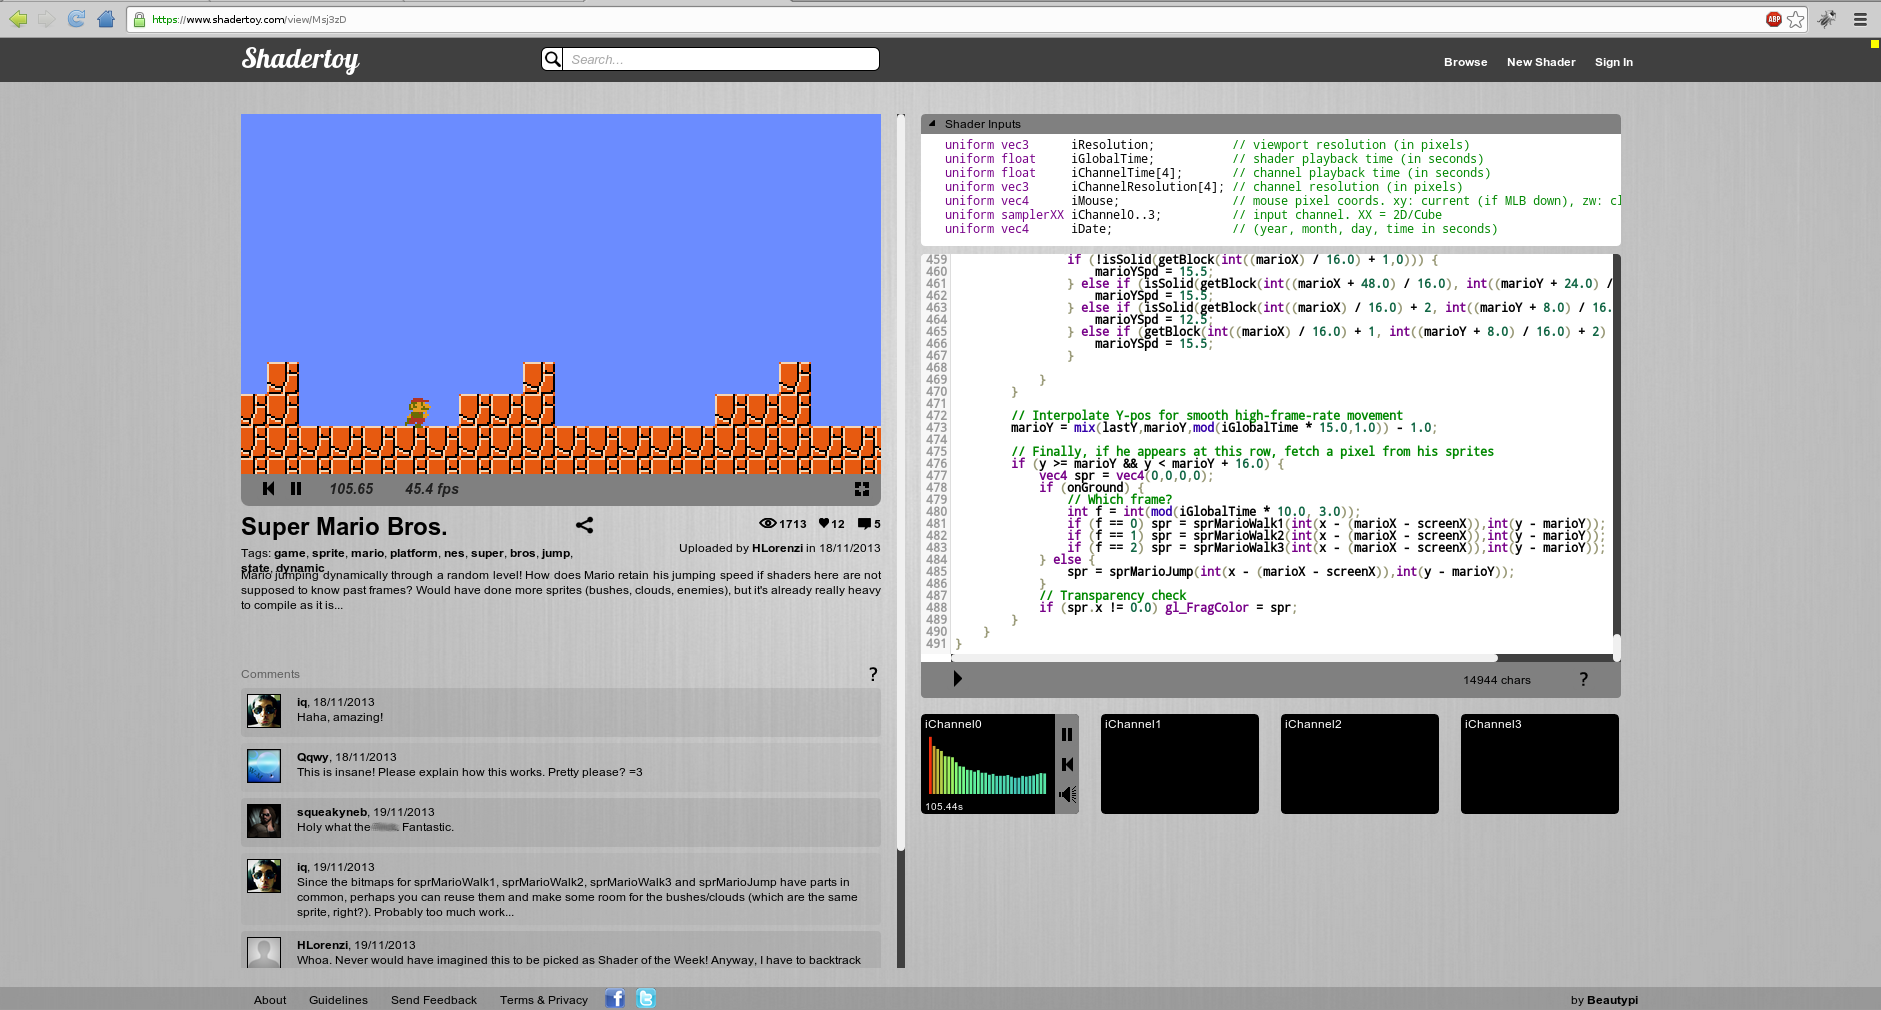 https://www.shadertoy.com/view/Msj3zD
ABP
Shadertoy
Search...
Browse
New Shader
Sign In
105.65
45.4 fps
Super Mario Bros.
1713
12
5
Tags: game, sprite, mario, platform, nes, super, bros, jump,
state, dynamic
Uploaded by HLorenzi in 18/11/2013
Mario jumping dynamically through a random level! How does Mario retain his jumping speed if shaders here are not
supposed to know past frames? Would have done more sprites (bushes, clouds, enemies), but it's already really heavy
to compile as it is...
Comments
?
iq, 18/11/2013
Haha, amazing!
Qqwy, 18/11/2013
This is insane! Please explain how this works. Pretty please? =3
squeakyneb, 19/11/2013
Holy what the Fantastic.
iq, 19/11/2013
Since the bitmaps for sprMarioWalk1, sprMarioWalk2, sprMarioWalk3 and sprMarioJump have parts in
common, perhaps you can reuse them and make some room for the bushes/clouds (which are the same
sprite, right?). Probably too much work...
HLorenzi, 19/11/2013
Whoa. Never would have imagined this to be picked as Shader of the Week! Anyway, I have to backtrack
Shader Inputs
uniform vec3 iResolution; // viewport resolution (in pixels)
uniform float iGlobalTime; // shader playback time (in seconds)
uniform float iChannelTime[4]; // channel playback time (in seconds)
uniform vec3 iChannelResolution[4]; // channel resolution (in pixels)
uniform vec4 iMouse; // mouse pixel coords. xy: current (if MLB down), zw: cl
uniform samplerXX iChannel0..3; // input channel. XX = 2D/Cube
uniform vec4 iDate; // (year, month, day, time in seconds)
459 if (!isSolid(getBlock(int((marioX) / 16.0) + 1,0))) {
460 marioYSpd = 15.5;
461 } else if (isSolid(getBlock(int((marioX + 48.0) / 16.0), int((marioY + 24.0) /
462 marioYSpd = 15.5;
463 } else if (isSolid(getBlock(int((marioX) / 16.0) + 2, int((marioY + 8.0) / 16.
464 marioYSpd = 12.5;
465 } else if (getBlock(int((marioX) / 16.0) + 1, int((marioY + 8.0) / 16.0) + 2)
466 marioYSpd = 15.5;
467 }
468
469 }
470 }
471
472 // Interpolate Y-pos for smooth high-frame-rate movement
473 marioY = mix(lastY,marioY,mod(iGlobalTime * 15.0,1.0)) - 1.0;
474
475 // Finally, if he appears at this row, fetch a pixel from his sprites
476 if (y >= marioY && y < marioY + 16.0) {
477 vec4 spr = vec4(0,0,0,0);
478 if (onGround) {
479 // Which frame?
480 int f = int(mod(iGlobalTime * 10.0, 3.0));
481 if (f == 0) spr = sprMarioWalk1(int(x - (marioX - screenX)),int(y - marioY));
482 if (f == 1) spr = sprMarioWalk2(int(x - (marioX - screenX)),int(y - marioY));
483 if (f == 2) spr = sprMarioWalk3(int(x - (marioX - screenX)),int(y - marioY));
484 } else {
485 spr = sprMarioJump(int(x - (marioX - screenX)),int(y - marioY));
486 }
487 // Transparency check
488 if (spr.x != 0.0) gl_FragColor = spr;
489 }
490 }
491 }
14944 chars
?
iChannel0
105.44s
iChannel1
iChannel2
iChannel3
About
Guidelines
Send Feedback
Terms & Privacy
by Beautypi